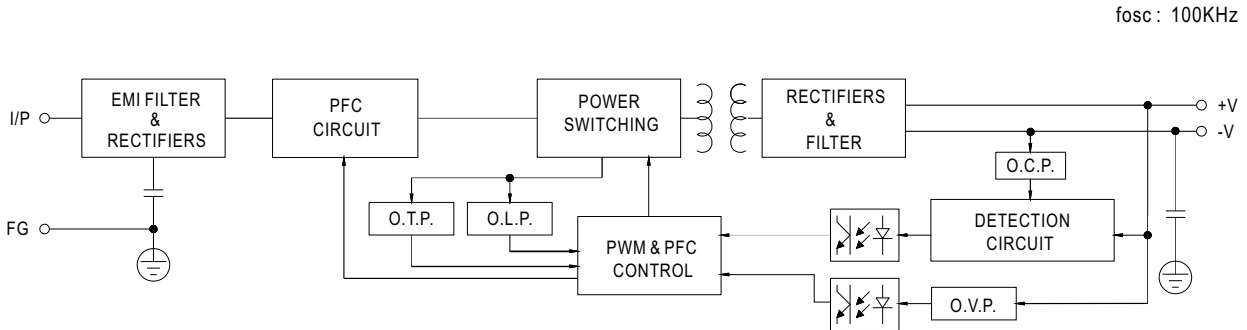 fosc : 100KHz
I/P
EMI FILTER
&
RECTIFIERS
PFC
CIRCUIT
POWER
SWITCHING
RECTIFIERS
&
FILTER
+V
-V
O.C.P.
O.T.P.
O.L.P.
FG
PWM & PFC
CONTROL
DETECTION
CIRCUIT
O.V.P.